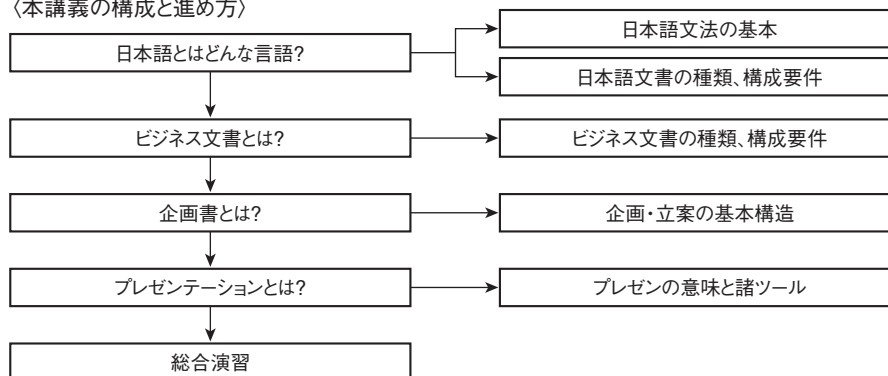 〈本講義の構成と進め方〉
日本語とはどんな言語?
日本語文法の基本
日本語文書の種類、構成要件
ビジネス文書とは?
ビジネス文書の種類、構成要件
企画書とは?
企画・立案の基本構造
プレゼンテーションとは?
プレゼンの意味と諸ツール
総合演習